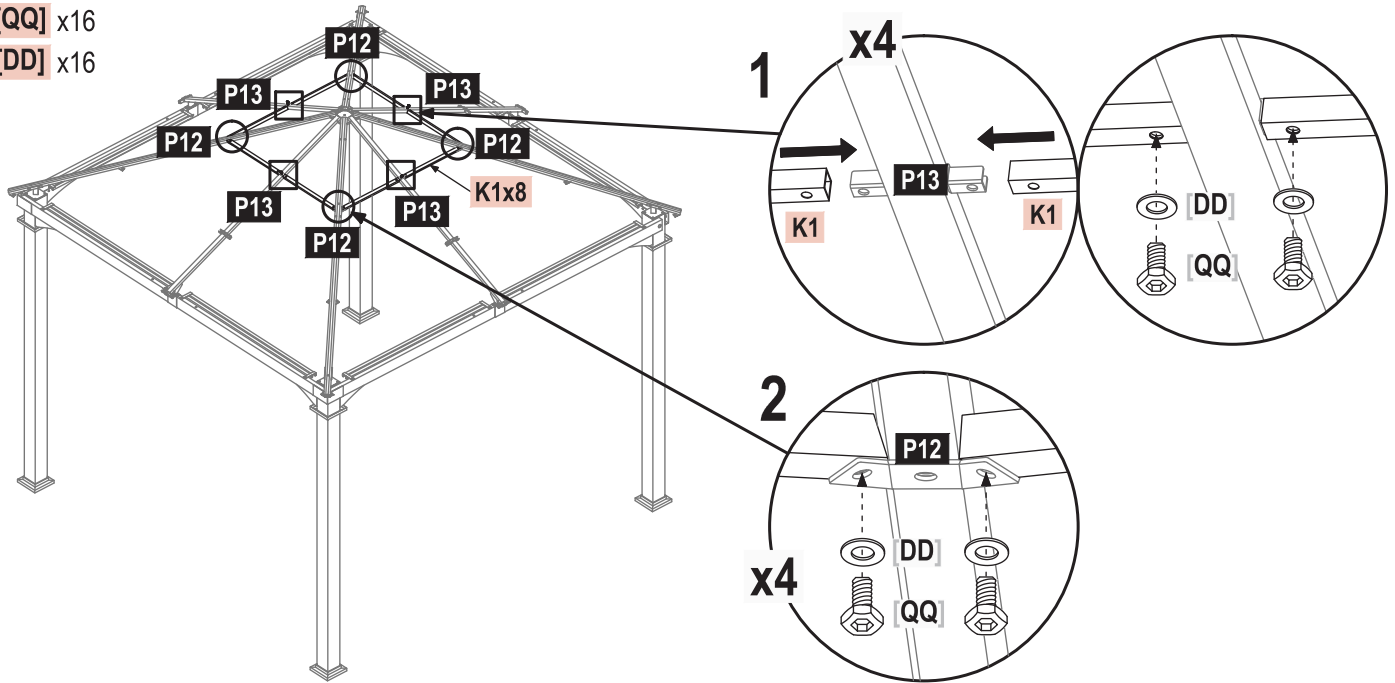 [QQ] x16
[DD] x16
P12
P13
P13
P12
P12
P13
P13
P12
K1x8
1
x4
P13
K1
K1
[DD]
[QQ]
2
P12
[DD]
x4
[QQ]